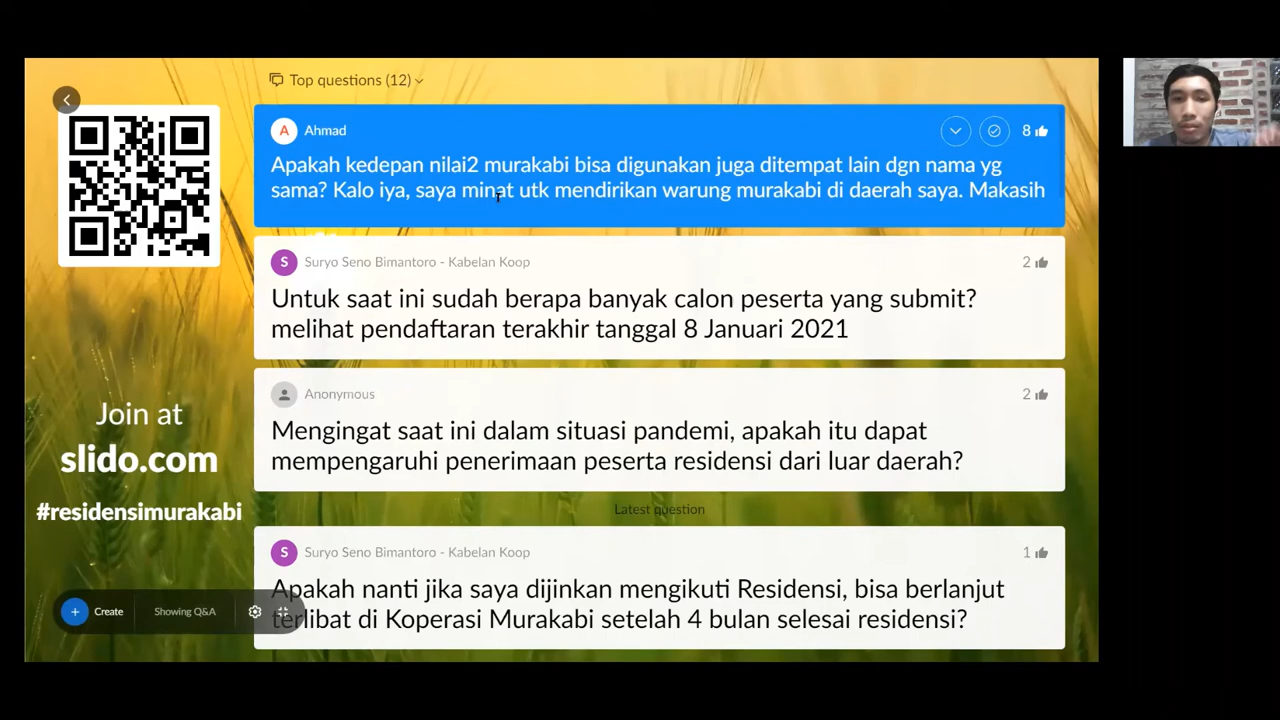 Top questions (12)
A Ahmad 8
Apakah kedepan nilai2 murakabi bisa digunakan juga ditempat lain dgn nama yg
sama? Kalo iya, saya minat utk mendirikan warung murakabi di daerah saya. Makasih
S Suryo Seno Bimantoro - Kabelan Koop 2
Untuk saat ini sudah berapa banyak calon peserta yang submit?
melihat pendaftaran terakhir tanggal 8 Januari 2021
Anonymous 2
Mengingat saat ini dalam situasi pandemi, apakah itu dapat
mempengaruhi penerimaan peserta residensi dari luar daerah?
Latest question
S Suryo Seno Bimantoro - Kabelan Koop 1
Apakah nanti jika saya dijinkan mengikuti Residensi, bisa berlanjut
terlibat di Koperasi Murakabi setelah 4 bulan selesai residensi?
Join at
slido.com
#residensimurakabi
+ Create Showing Q&A